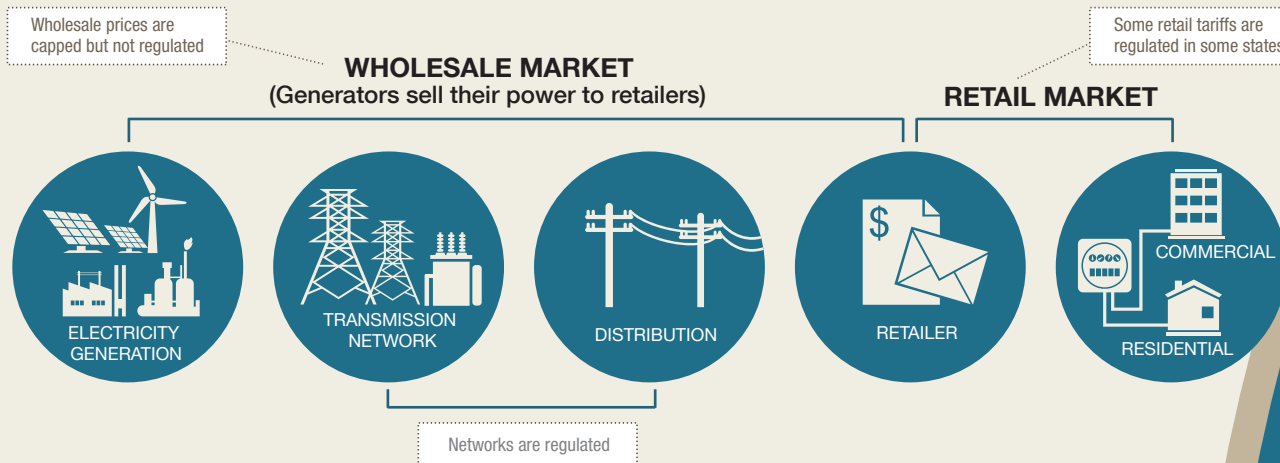 Wholesale prices are
capped but not regulated
Some retail tariffs are
regulated in some states
WHOLESALE MARKET
(Generators sell their power to retailers)
RETAIL MARKET
ELECTRICITY
GENERATION
TRANSMISSION
NETWORK
DISTRIBUTION
$
RETAILER
COMMERCIAL
RESIDENTIAL
Networks are regulated